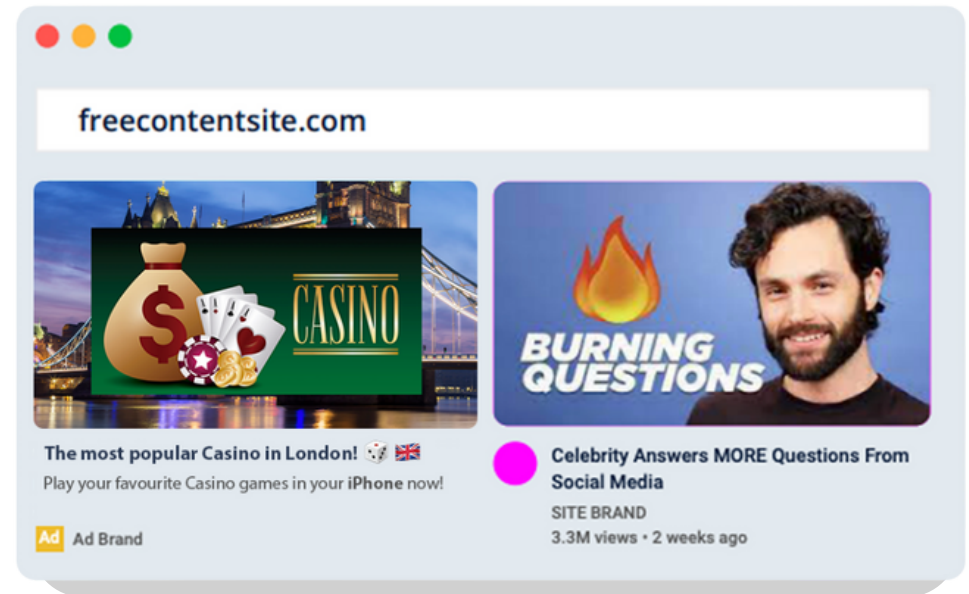 freecontentsite.com
$
CASINO
The most popular Casino in London!
Play your favourite Casino games in your iPhone now!
Ad Ad Brand
BURNING
QUESTIONS
Celebrity Answers MORE Questions From
Social Media
SITE BRAND
3.3M views • 2 weeks ago